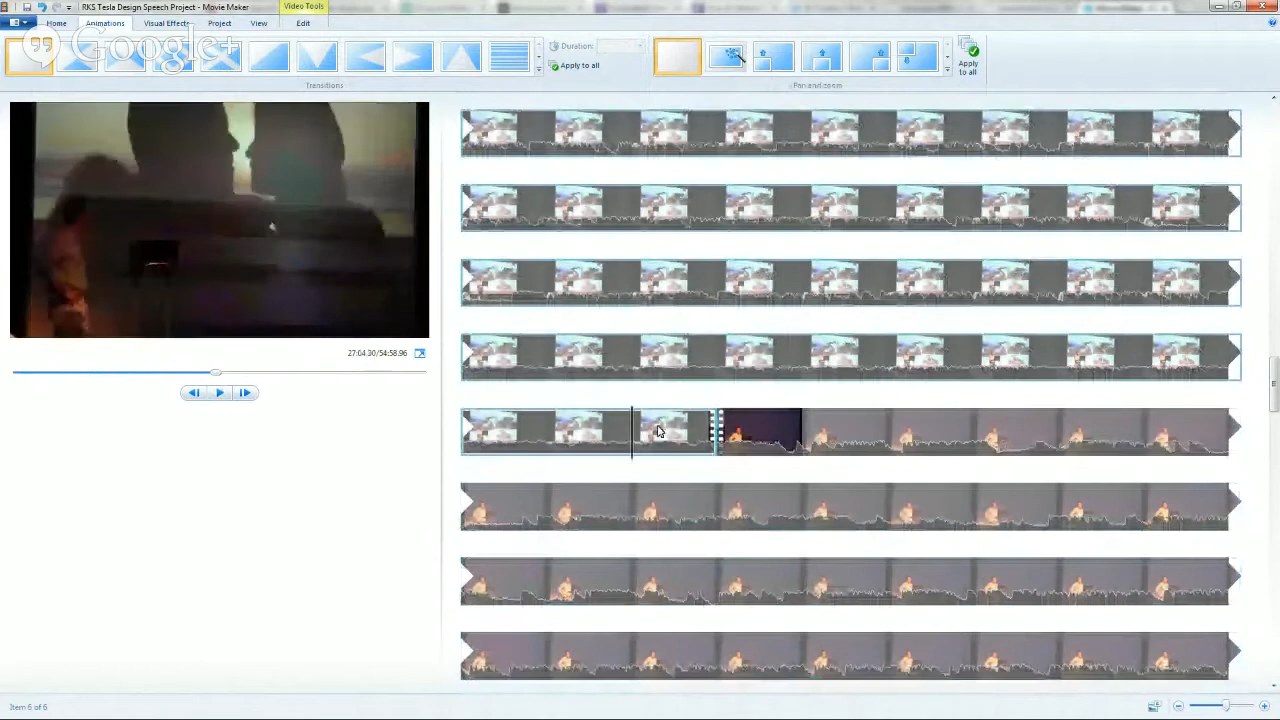 RKS Tesla Design Speech Project - Movie Maker
Video Tools
Home
Animations
Visual Effects
Project
View
Edit
Google+
Duration:
Apply to all
Apply
to all
Transitions
Pan and zoom
27:04.30/54:58.96
Item 6 of 6